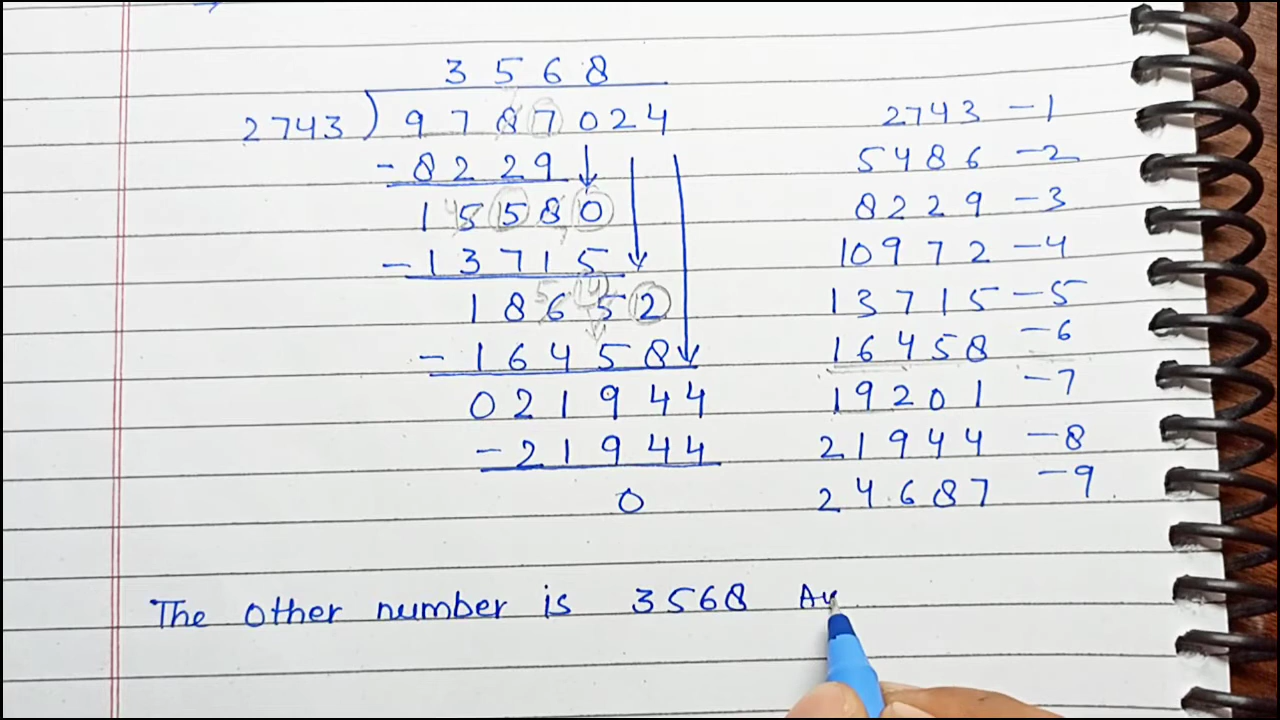 3568
2743 ) 9787024
- 8229
15580
- 13715
18652
- 16458
021944
- 21944
0
2743 - 1
5486 - 2
8229 - 3
10972 - 4
13715 - 5
16458 - 6
19201 - 7
21944 - 8
24687 - 9
The other number is 3568